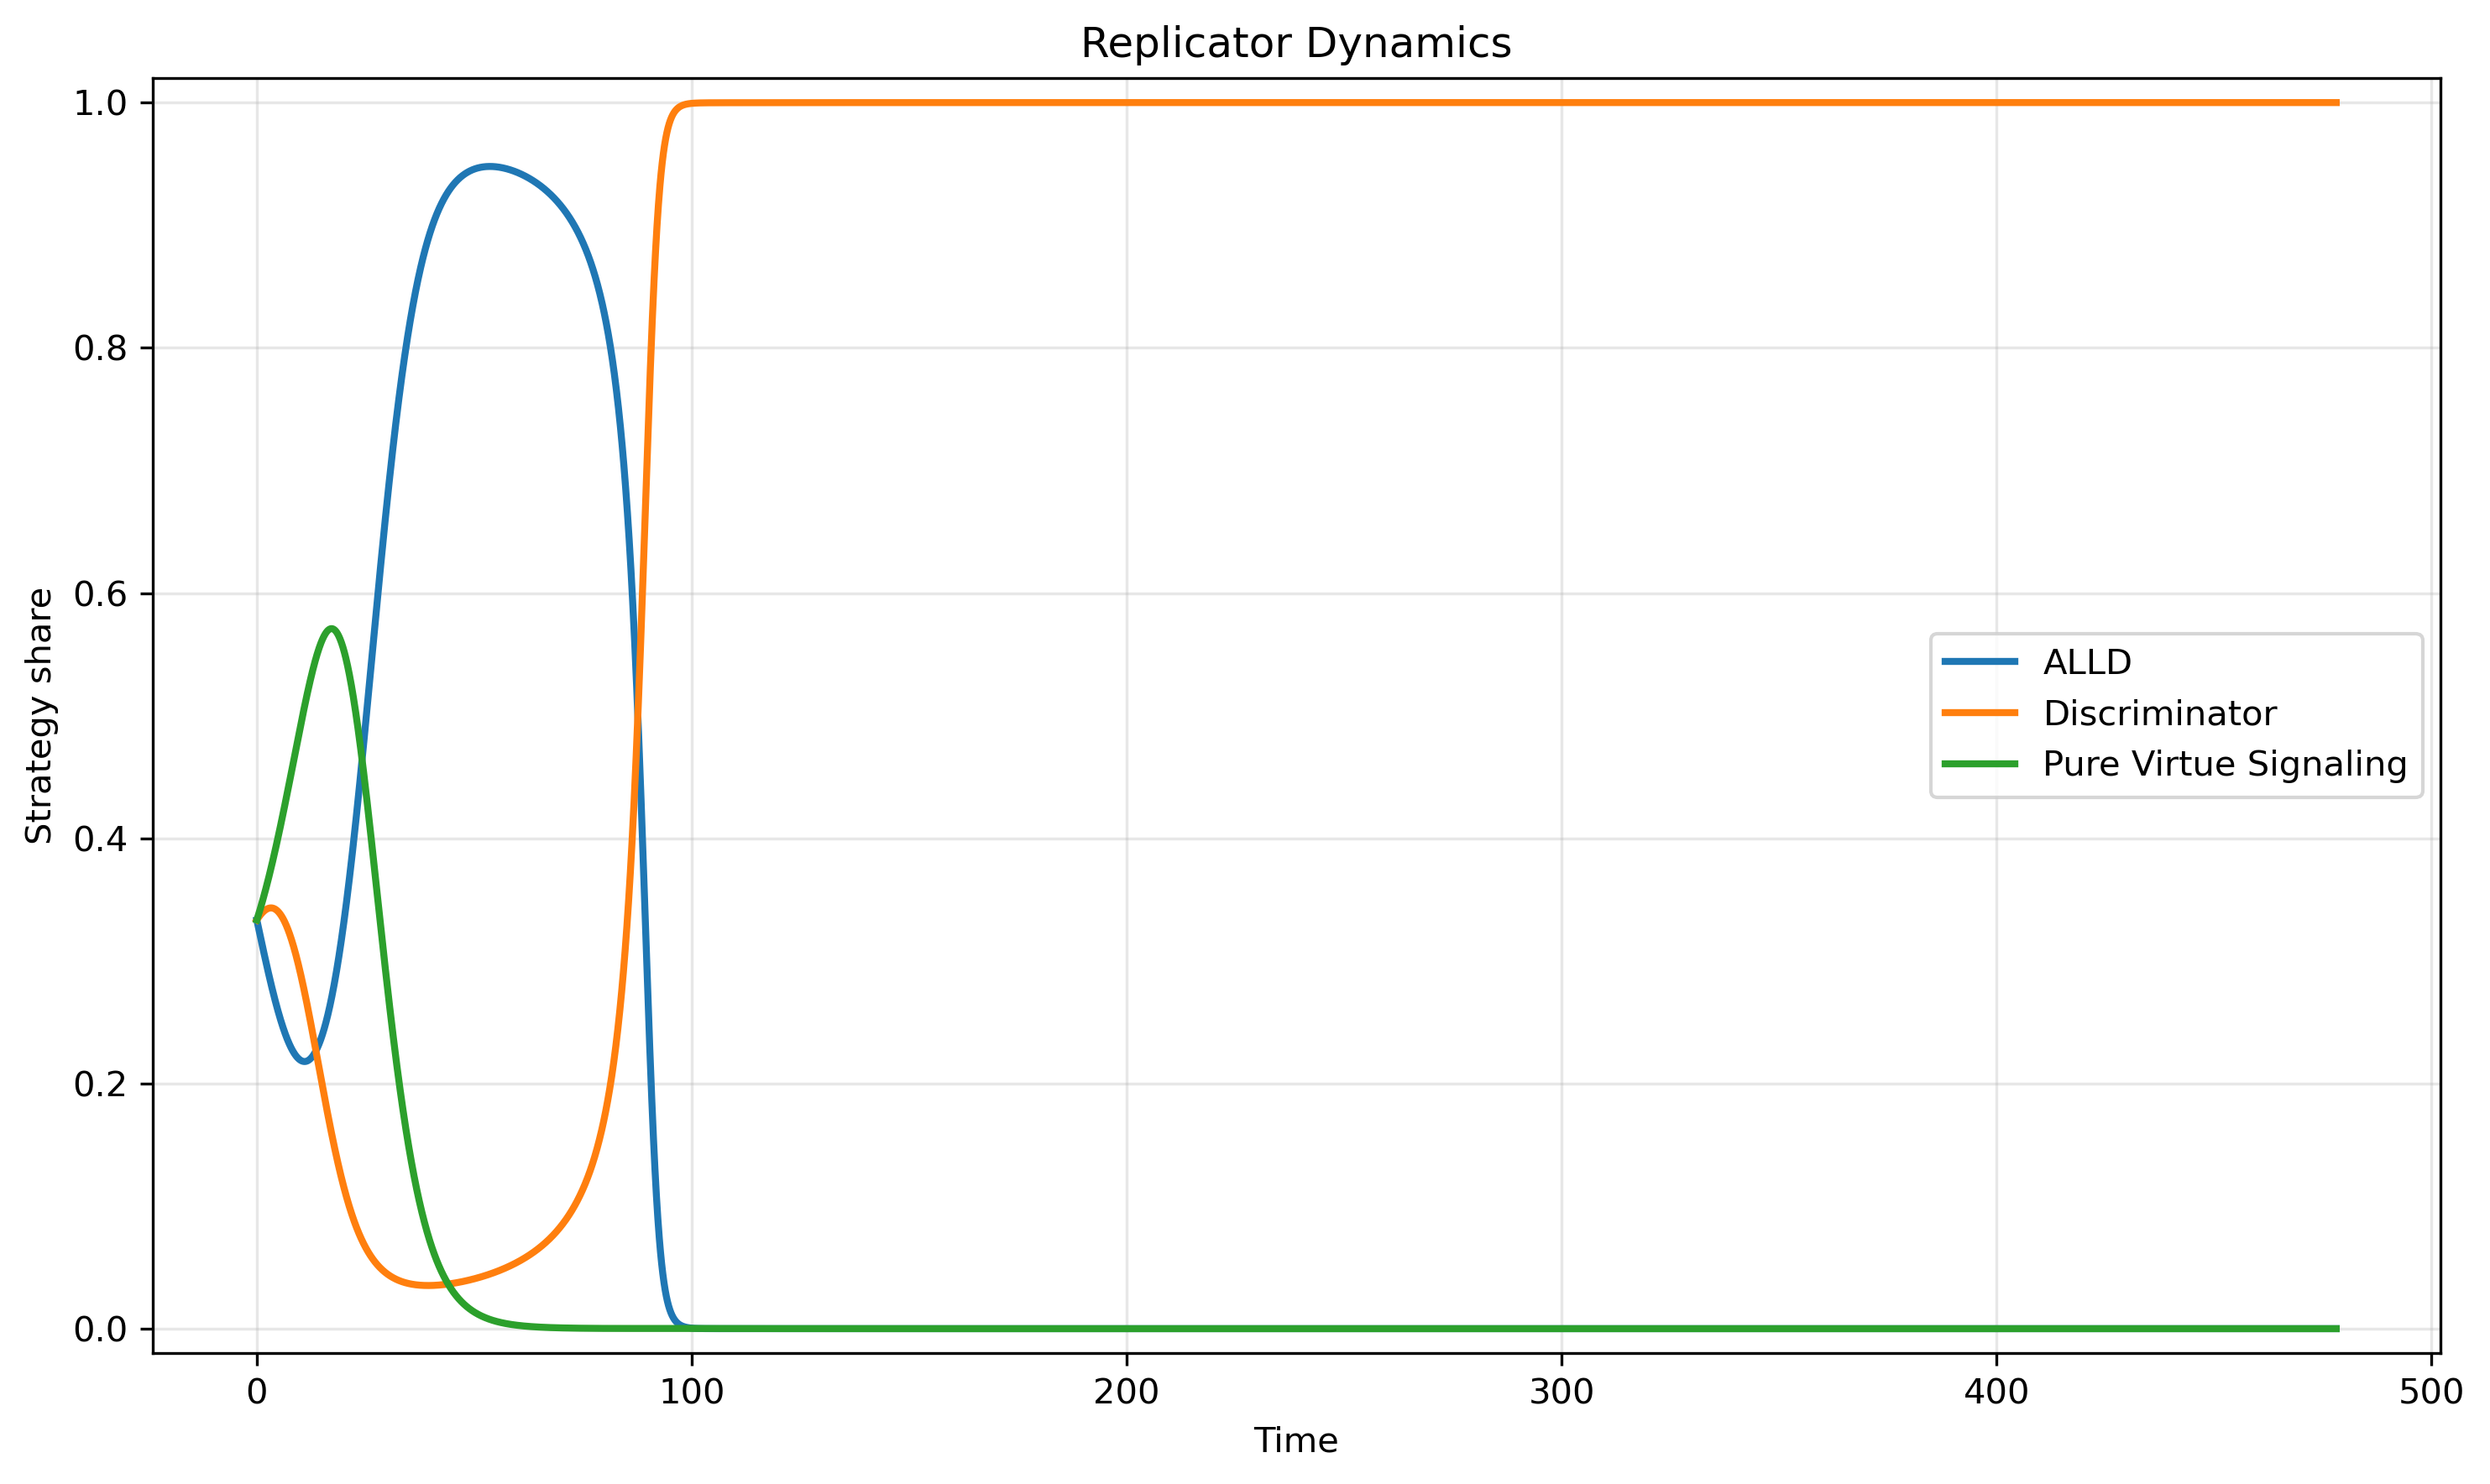 Replicator Dynamics
1.0
0.8
0.6
0.4
0.2
0.0
Strategy share
ALLD
Discriminator
Pure Virtue Signaling
0 100 200 300 400 500
Time